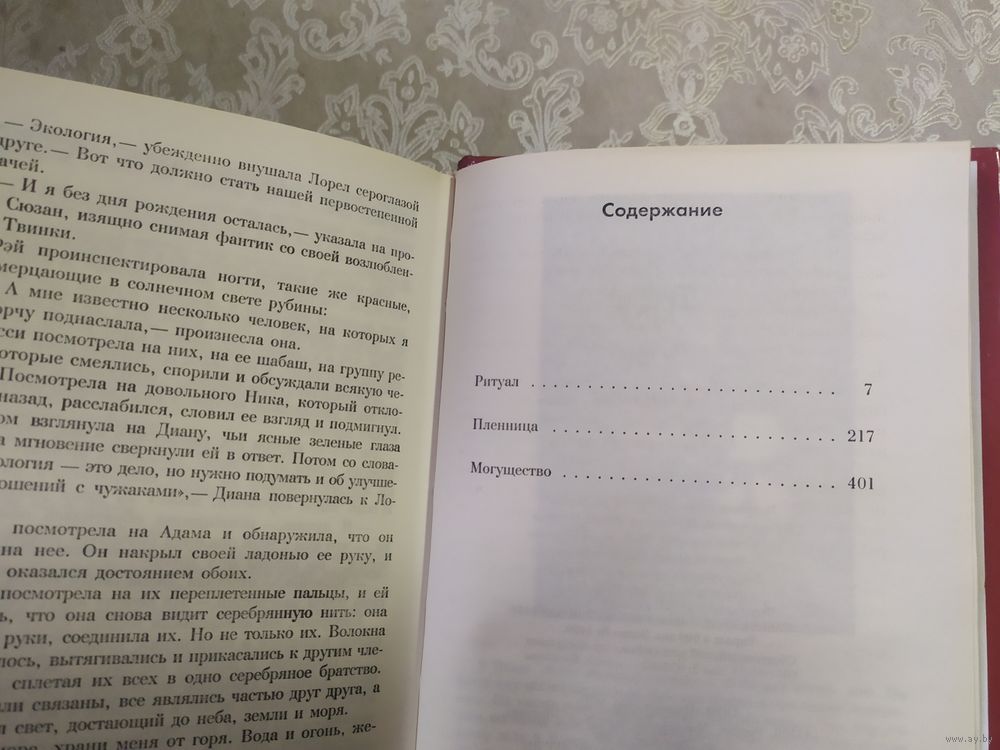 — Экология,— убежденно внушала Лорел сероглазой
друге.— Вот что должно стать нашей первостепенной
ачей.
— И я без дня рождения осталась,— указала на про-
Сюзан, изящно снимая фантик со своей возлюблен-
Твинки.
Рэй проинспектировала ногти, такие же красные,
мерцающие в солнечном свете рубины:
А мне известно несколько человек, на которых я
орчу поднаслала,— произнесла она.
сси посмотрела на них, на ее шабаш, на группу ре-
оторые смеялись, спорили и обсуждали всякую че-
Посмотрела на довольного Ника, который откло-
назад, расслабился, словил ее взгляд и подмигнул.
ом взглянула на Диану, чьи ясные зеленые глаза
а мгновение сверкнули ей в ответ. Потом со слова-
ология — это дело, но нужно подумать и об улучше-
ошений с чужаками»,— Диана повернулась к Ло-
посмотрела на Адама и обнаружила, что он
на нее. Он накрыл своей ладонью ее руку, и
оказался достоянием обоих.
посмотрела на их переплетенные пальцы, и ей
ь, что она снова видит серебрянную нить: она
руки, соединила их. Но не только их. Волокна
лось, вытягивались и прикасались к другим чле-
сплетая их всех в одно серебряное братство.
ли связаны, все являлись частью друг друга, а
л свет, достающий до неба, земли и моря.
море, храни меня от горя. Вода и огонь, же-
Содержание
Ритуал . . . . . . . . . . . . . . . . . . . . . . . . . . . 7
Пленница . . . . . . . . . . . . . . . . . . . . . . . . . 217
Могущество . . . . . . . . . . . . . . . . . . . . . . . . 401
www.ay.by